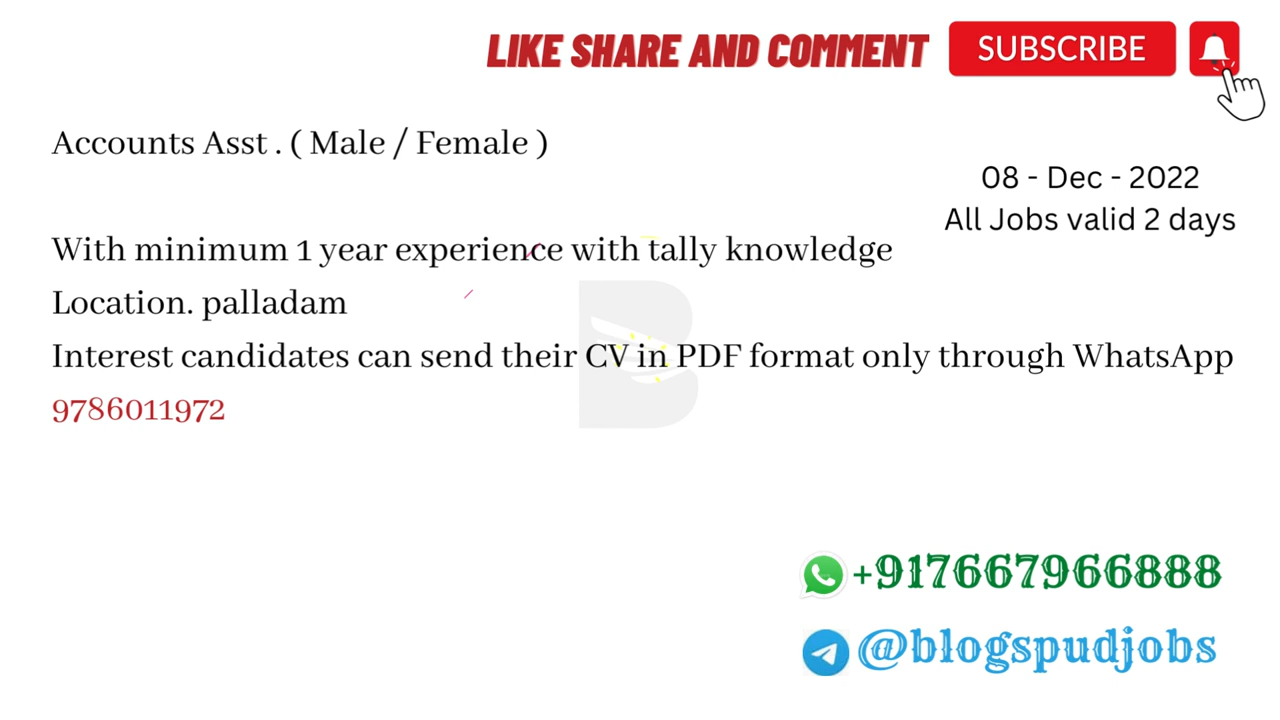 LIKE SHARE AND COMMENT
SUBSCRIBE
Accounts Asst . ( Male / Female )
08 - Dec - 2022
All Jobs valid 2 days
With minimum 1 year experience with tally knowledge
Location. palladam
Interest candidates can send their CV in PDF format only through WhatsApp
9786011972
+917667966888
@blogspudjobs